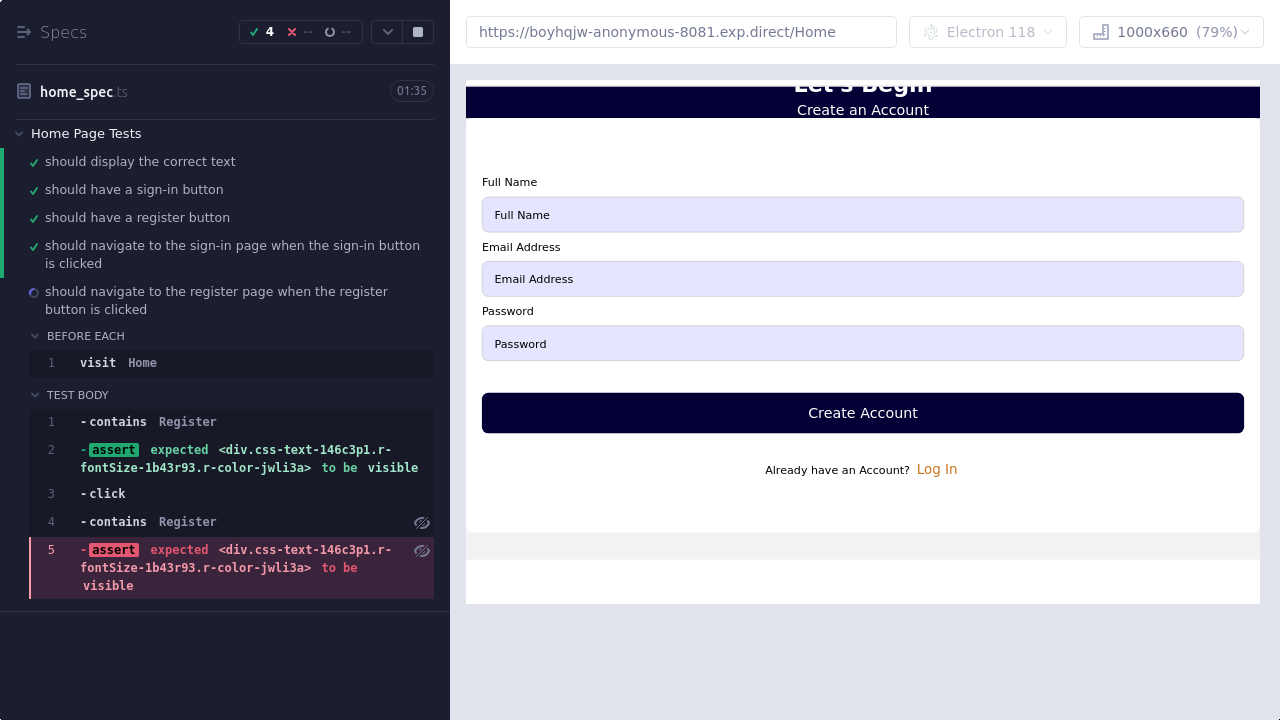 Specs
4
--
--
home_spec.ts
01:35
Home Page Tests
should display the correct text
should have a sign-in button
should have a register button
should navigate to the sign-in page when the sign-in button
is clicked
should navigate to the register page when the register
button is clicked
BEFORE EACH
1 visit Home
TEST BODY
1 -contains Register
2 -assert expected <div.css-text-146c3p1.r-
fontSize-1b43r93.r-color-jwli3a> to be visible
3 -click
4 -contains Register
5 -assert expected <div.css-text-146c3p1.r-
fontSize-1b43r93.r-color-jwli3a> to be
visible
https://boyhqjw-anonymous-8081.exp.direct/Home
Electron 118
1000x660 (79%)
Let's Begin
Create an Account
Full Name
Full Name
Email Address
Email Address
Password
Password
Create Account
Already have an Account? Log In